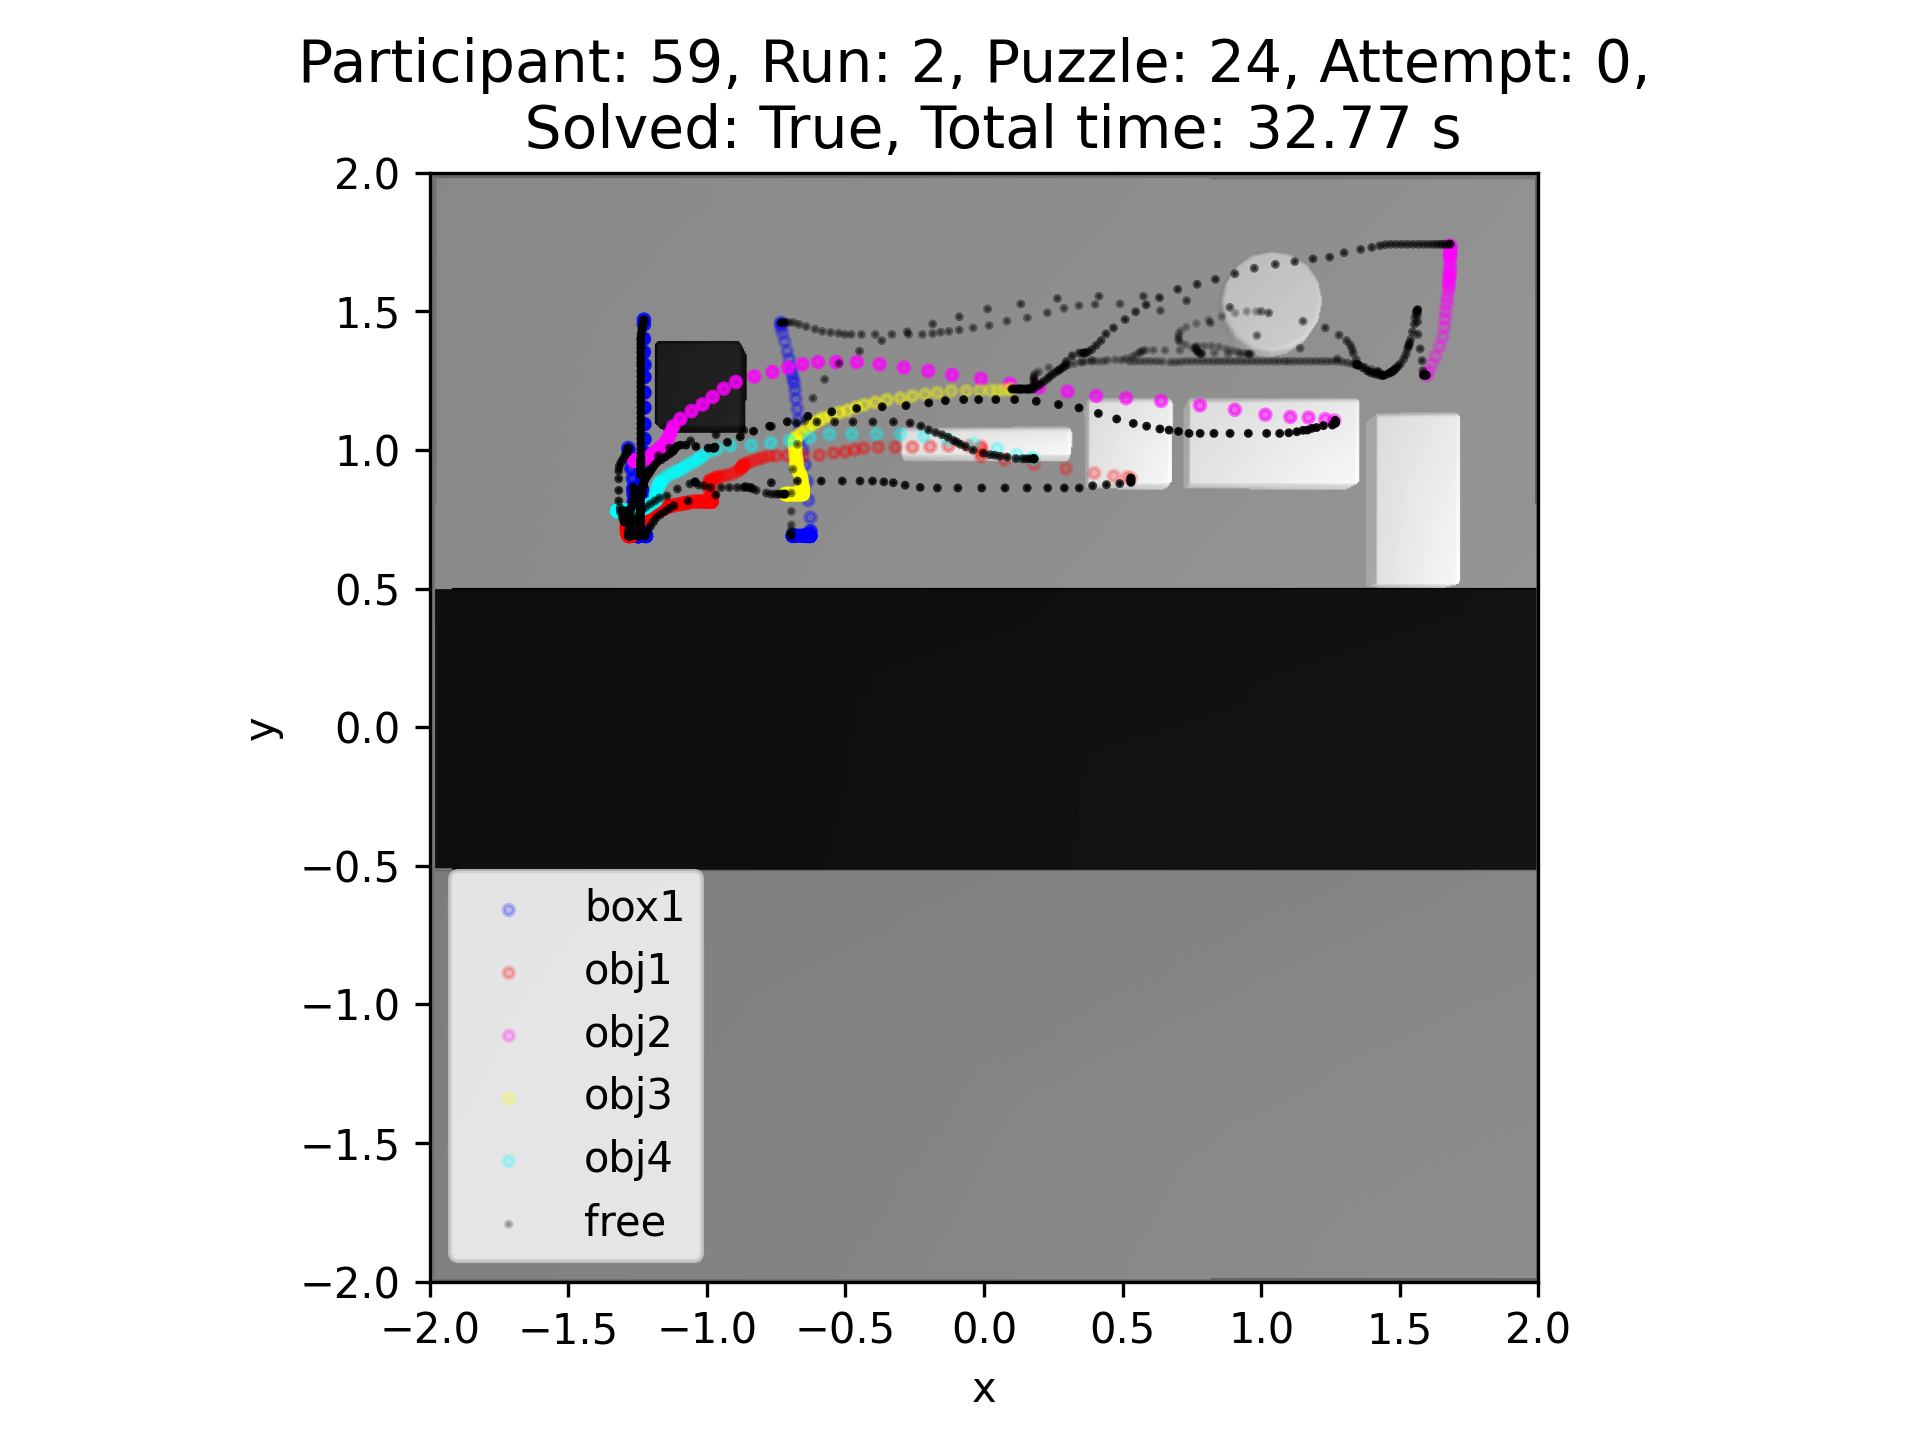 Participant: 59, Run: 2, Puzzle: 24, Attempt: 0,
Solved: True, Total time: 32.77 s
2.0
1.5
1.0
0.5
0.0
−0.5
−1.0
−1.5
−2.0
y
box1
obj1
obj2
obj3
obj4
free
−2.0 −1.5 −1.0 −0.5 0.0 0.5 1.0 1.5 2.0
x